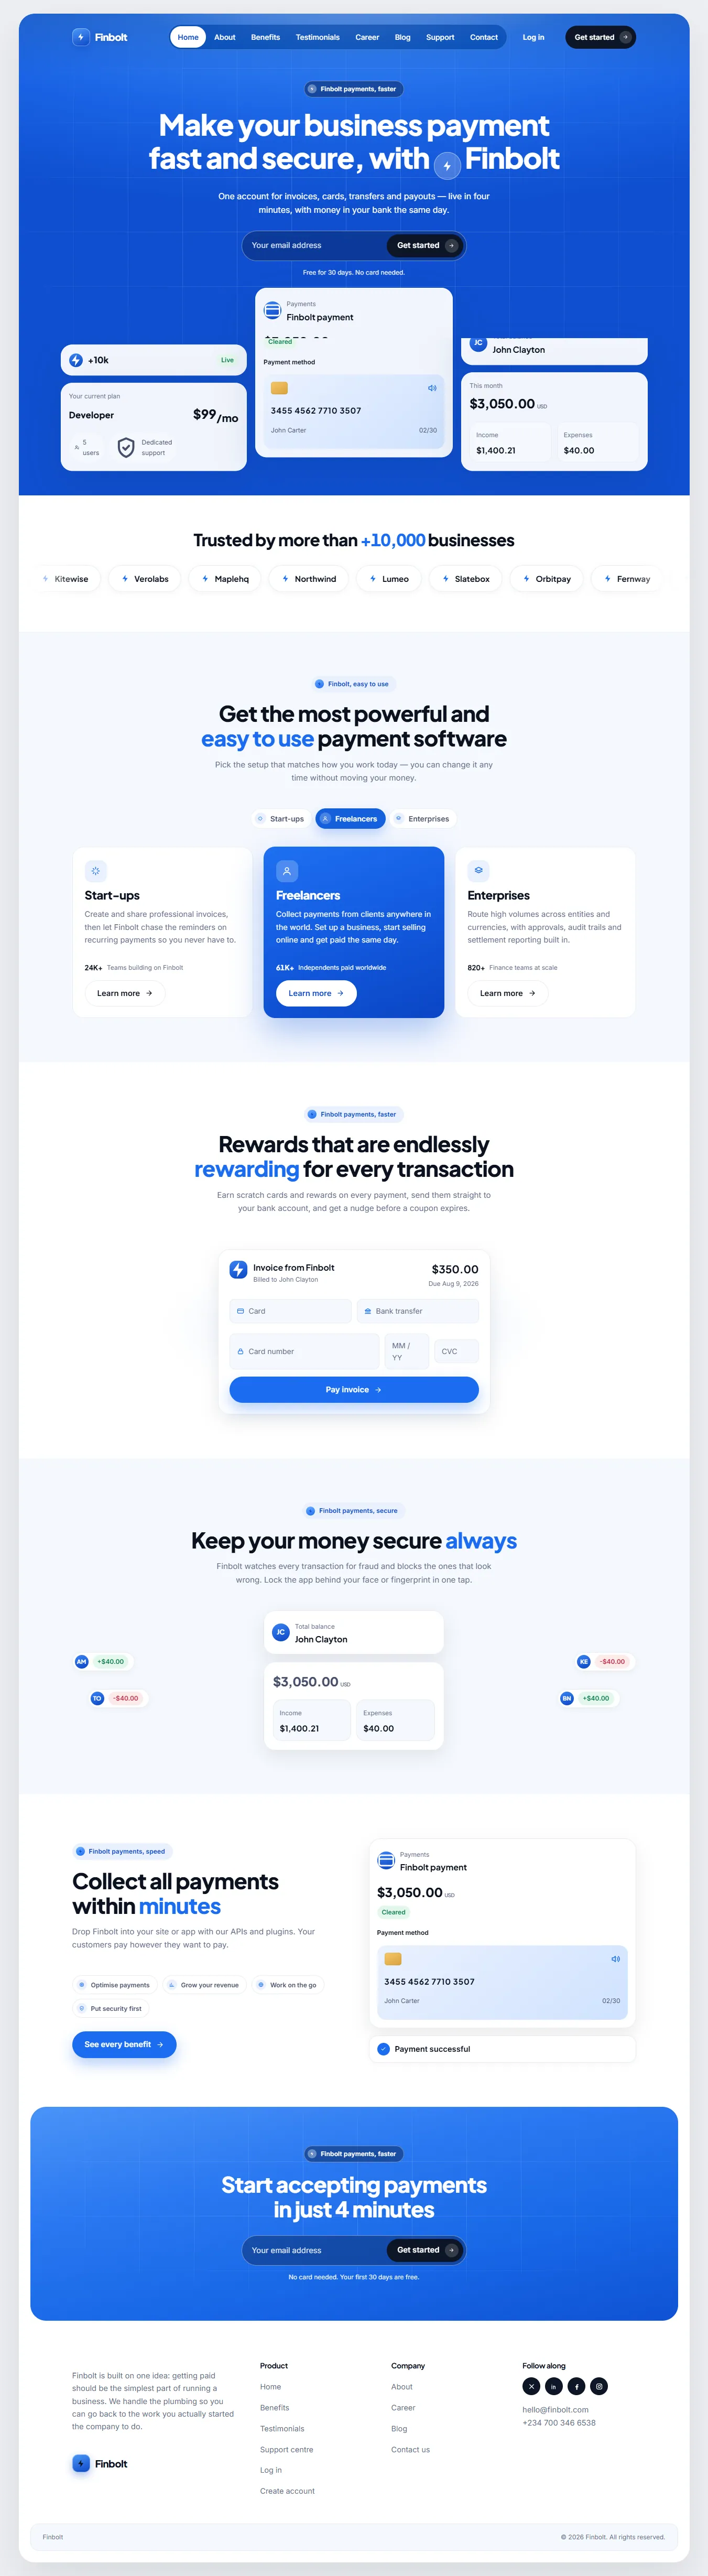 Finbolt
Home
About
Benefits
Testimonials
Career
Blog
Support
Contact
Log in
Get started
Finbolt payments, faster
Make your business payment
fast and secure, with Finbolt
One account for invoices, cards, transfers and payouts — live in four
minutes, with money in your bank the same day.
Your email address
Get started
Free for 30 days. No card needed.
+10k
Live
Your current plan
Developer
$99/mo
5
users
Dedicated
support
Payments
Finbolt payment
Cleared
Payment method
3455 4562 7710 3507
John Carter
02/30
JC
John Clayton
This month
$3,050.00 USD
Income
$1,400.21
Expenses
$40.00
Trusted by more than +10,000 businesses
Kitewise
Verolabs
Maplehq
Northwind
Lumeo
Slatebox
Orbitpay
Fernway
Finbolt, easy to use
Get the most powerful and
easy to use payment software
Pick the setup that matches how you work today — you can change it any
time without moving your money.
Start-ups
Freelancers
Enterprises
Start-ups
Create and share professional invoices,
then let Finbolt chase the reminders on
recurring payments so you never have to.
24K+ Teams building on Finbolt
Learn more
Freelancers
Collect payments from clients anywhere in
the world. Set up a business, start selling
online and get paid the same day.
61K+ Independents paid worldwide
Learn more
Enterprises
Route high volumes across entities and
currencies, with approvals, audit trails and
settlement reporting built in.
820+ Finance teams at scale
Learn more
Finbolt payments, faster
Rewards that are endlessly
rewarding for every transaction
Earn scratch cards and rewards on every payment, send them straight to
your bank account, and get a nudge before a coupon expires.
Invoice from Finbolt
Billed to John Clayton
$350.00
Due Aug 9, 2026
Card
Bank transfer
Card number
MM /
YY
CVC
Pay invoice
Finbolt payments, secure
Keep your money secure always
Finbolt watches every transaction for fraud and blocks the ones that look
wrong. Lock the app behind your face or fingerprint in one tap.
AM +$40.00
TO -$40.00
JC
Total balance
John Clayton
$3,050.00 USD
Income
$1,400.21
Expenses
$40.00
KE -$40.00
BN +$40.00
Finbolt payments, speed
Collect all payments
within minutes
Drop Finbolt into your site or app with our APIs and plugins. Your
customers pay however they want to pay.
Optimise payments
Grow your revenue
Work on the go
Put security first
See every benefit
Payments
Finbolt payment
$3,050.00 USD
Cleared
Payment method
3455 4562 7710 3507
John Carter
02/30
Payment successful
Finbolt payments, faster
Start accepting payments
in just 4 minutes
Your email address
Get started
No card needed. Your first 30 days are free.
Finbolt is built on one idea: getting paid
should be the simplest part of running a
business. We handle the plumbing so you
can go back to the work you actually started
the company to do.
Finbolt
Product
Home
Benefits
Testimonials
Support centre
Log in
Create account
Company
About
Career
Blog
Contact us
Follow along
hello@finbolt.com
+234 700 346 6538
Finbolt
© 2026 Finbolt. All rights reserved.